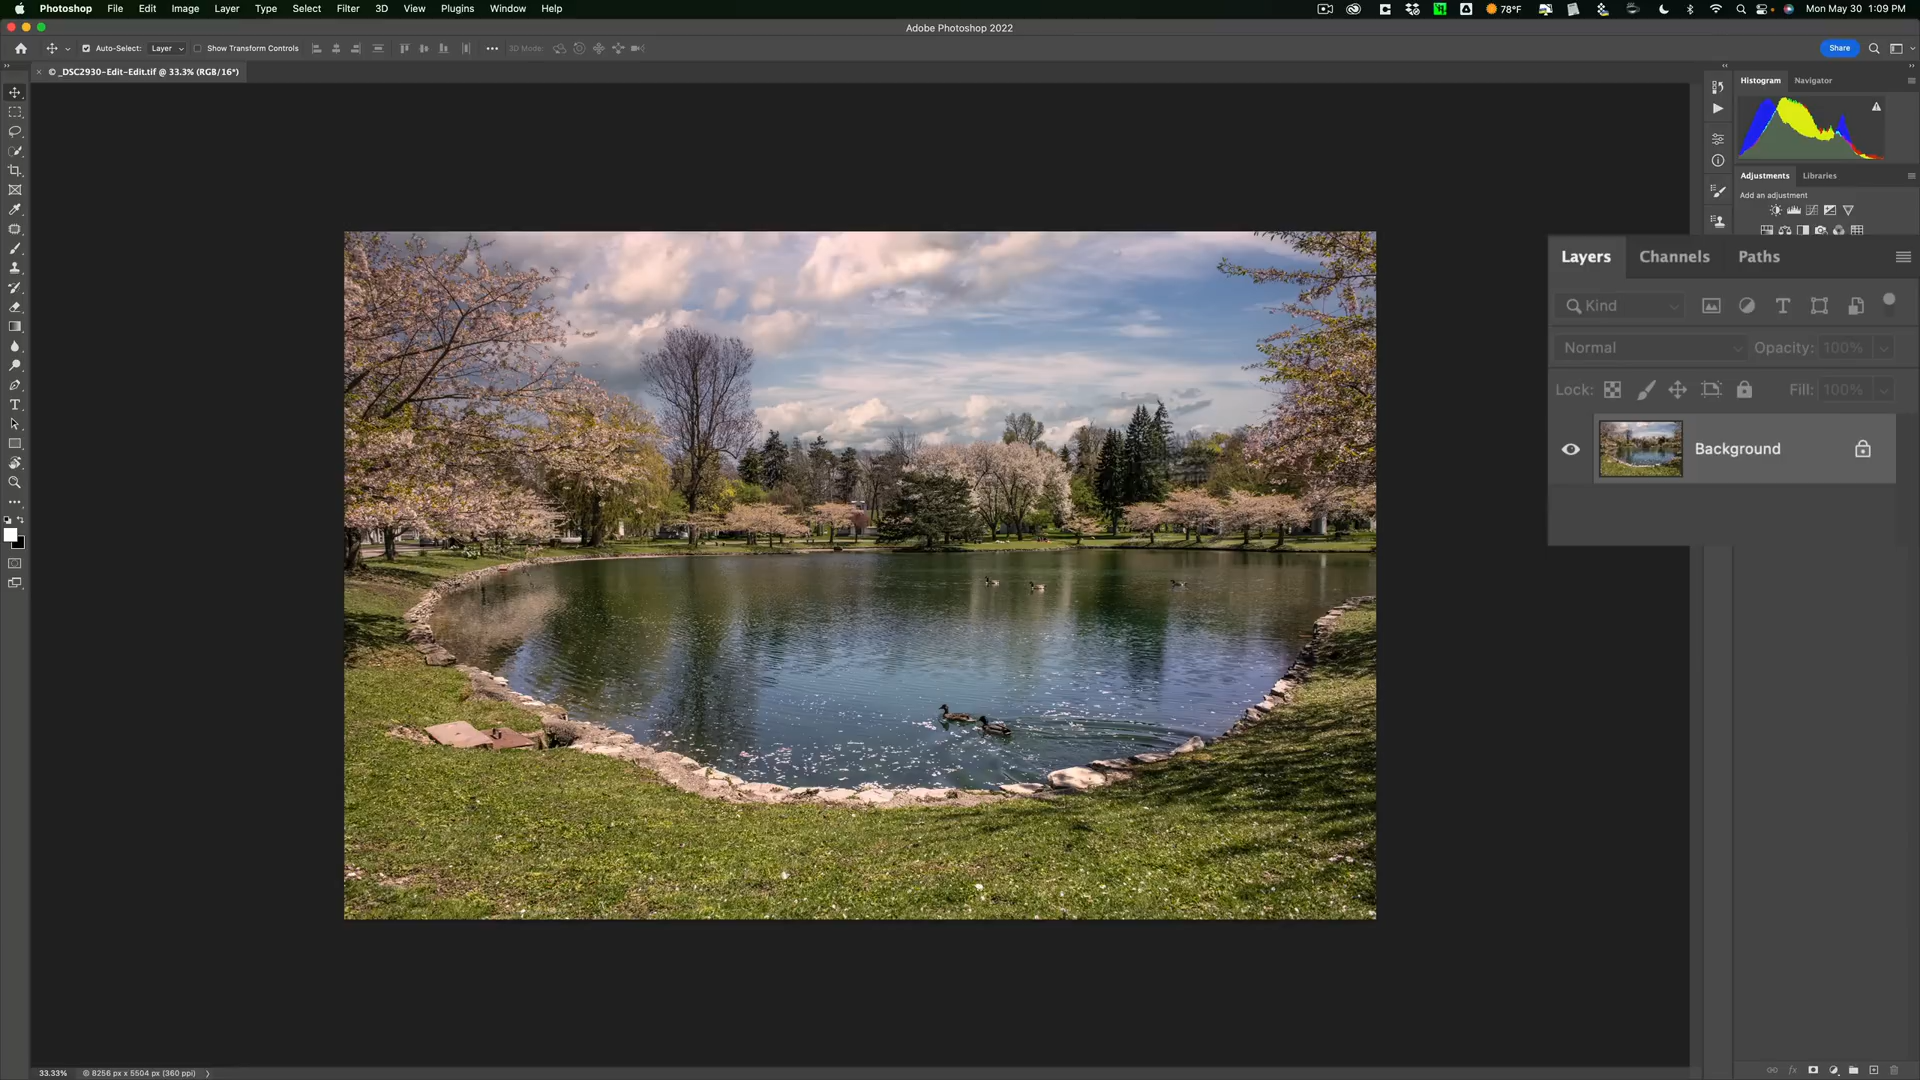 Photoshop File Edit Image Layer Type Select Filter 3D View Plugins Window Help 78°F Mon May 30 1:09 PM
Adobe Photoshop 2022
Auto-Select: Layer Show Transform Controls 3D Mode: Share
© _DSC2930-Edit-Edit.tif @ 33.3% (RGB/16*)
Histogram Navigator
Adjustments Libraries
Add an adjustment
Layers Channels Paths
Kind
Normal Opacity: 100%
Lock: Fill: 100%
Background
33.33% 8256 px x 5504 px (360 ppi)